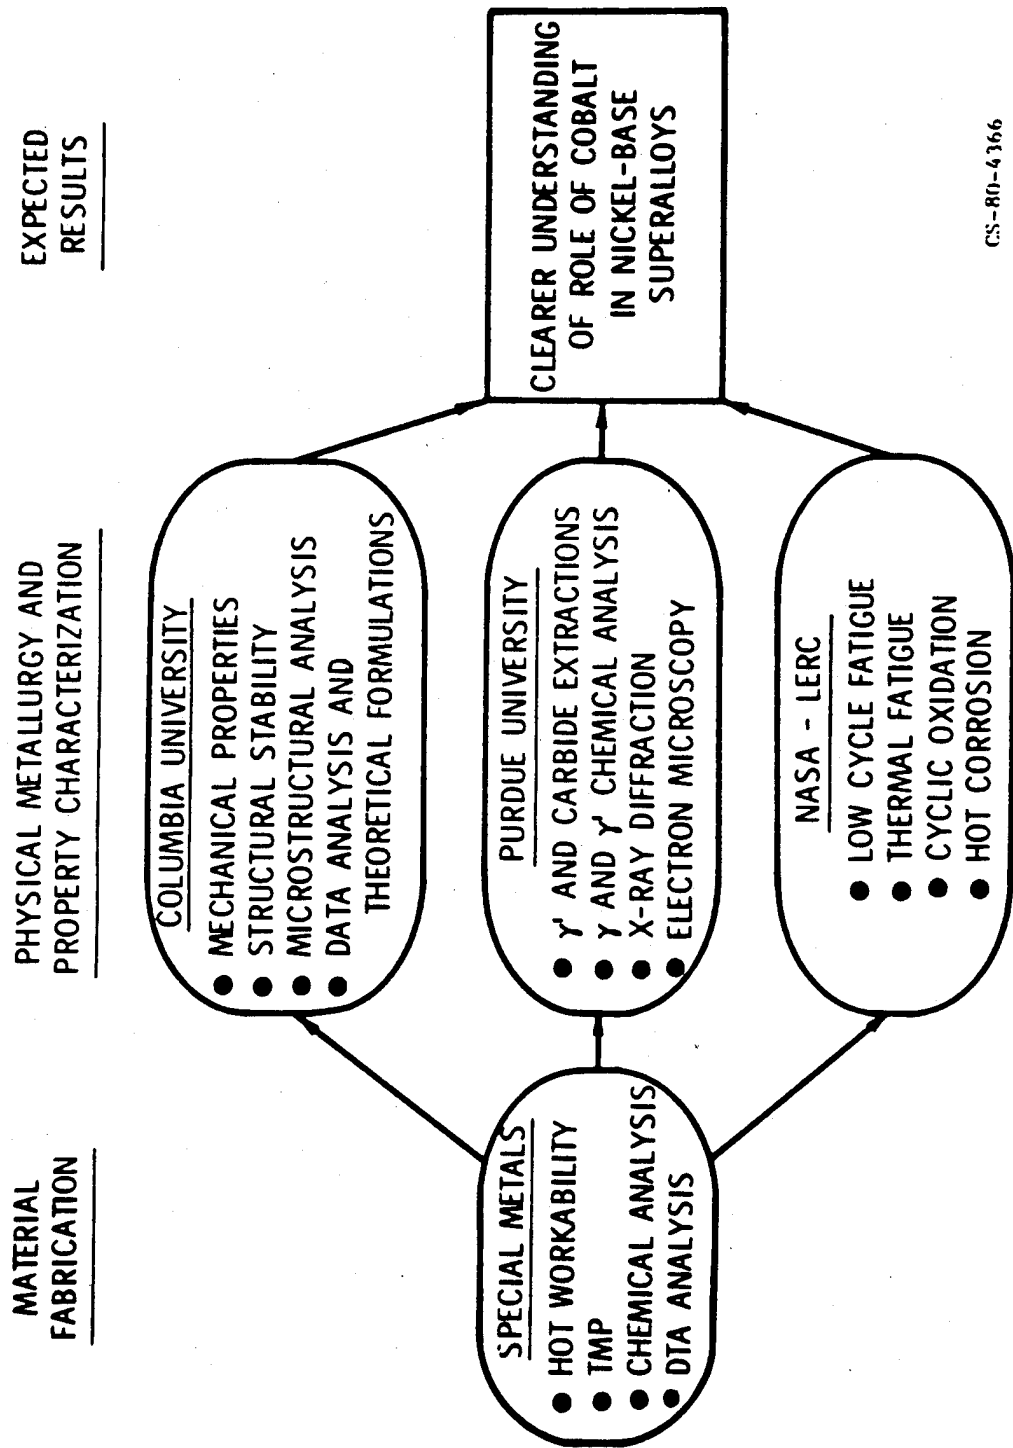 MATERIAL
FABRICATION
PHYSICAL METALLURGY AND
PROPERTY CHARACTERIZATION
EXPECTED
RESULTS
SPECIAL METALS
● HOT WORKABILITY
● TMP
● CHEMICAL ANALYSIS
● DTA ANALYSIS
COLUMBIA UNIVERSITY
● MECHANICAL PROPERTIES
● STRUCTURAL STABILITY
● MICROSTRUCTURAL ANALYSIS
● DATA ANALYSIS AND
THEORETICAL FORMULATIONS
PURDUE UNIVERSITY
● γ' AND CARBIDE EXTRACTIONS
● γ AND γ' CHEMICAL ANALYSIS
● X-RAY DIFFRACTION
● ELECTRON MICROSCOPY
NASA - LERC
● LOW CYCLE FATIGUE
● THERMAL FATIGUE
● CYCLIC OXIDATION
● HOT CORROSION
CLEARER UNDERSTANDING
OF ROLE OF COBALT
IN NICKEL-BASE
SUPERALLOYS
CS-80-4366